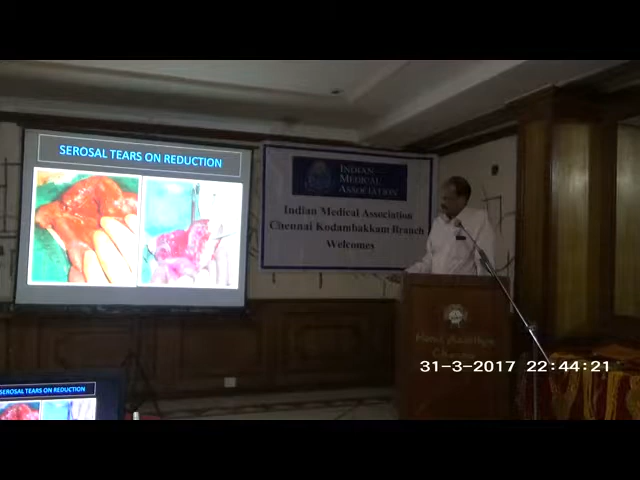 SEROSAL TEARS ON REDUCTION
INDIAN
MEDICAL
ASSOCIATION
Indian Medical Association
Chennai Kodambakkam Branch
Welcomes
31-3-2017 22:44:21
SEROSAL TEARS ON REDUCTION